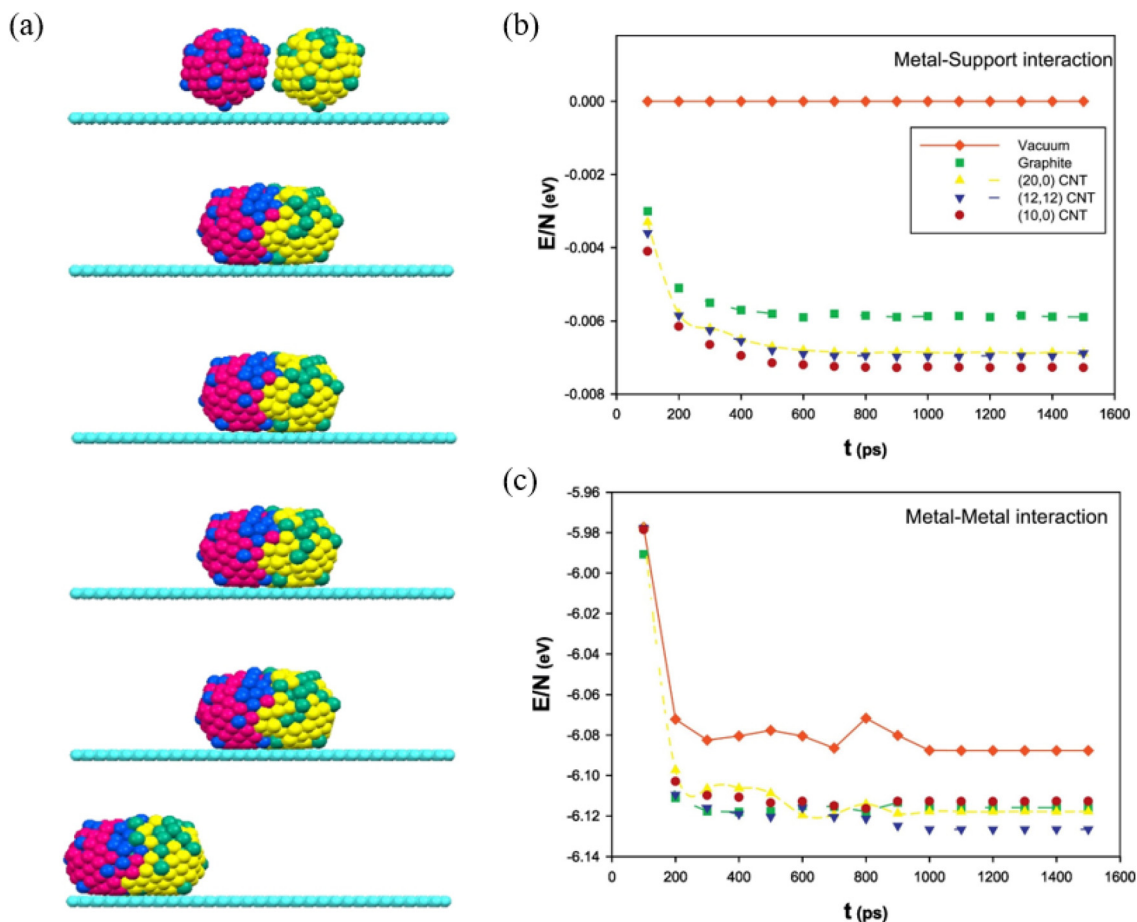 (a)
(b)
Metal-Support interaction
0.000
-0.002
-0.004
-0.006
-0.008
E/N (eV)
Vacuum
Graphite
(20,0) CNT
(12,12) CNT
(10,0) CNT
0 200 400 600 800 1000 1200 1400 1600
t (ps)
(c)
Metal-Metal interaction
-5.96
-5.98
-6.00
-6.02
-6.04
-6.06
-6.08
-6.10
-6.12
-6.14
E/N (eV)
0 200 400 600 800 1000 1200 1400 1600
t (ps)